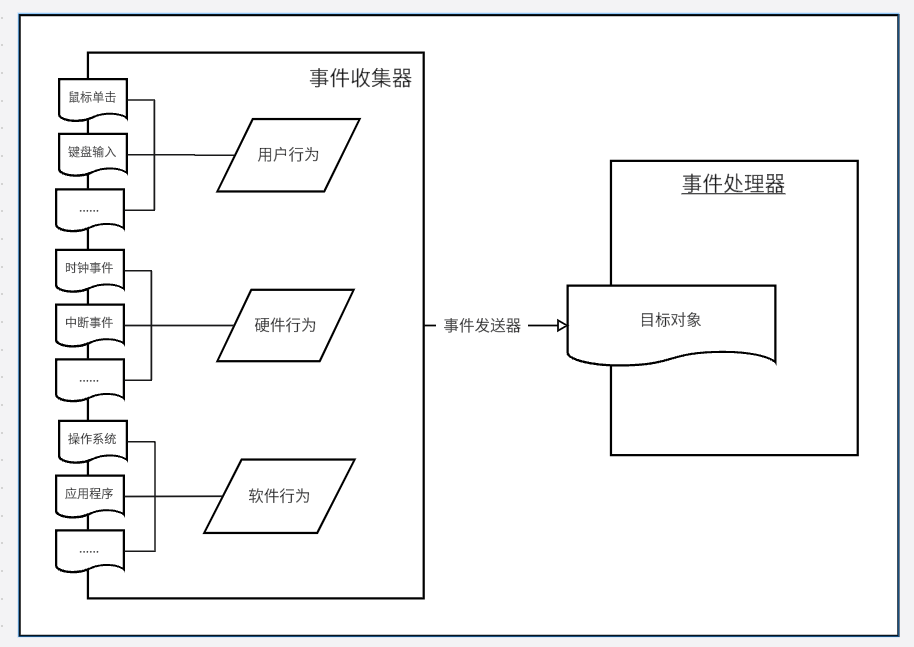 事件收集器
鼠标单击
键盘输入
......
用户行为
时钟事件
中断事件
......
硬件行为
操作系统
应用程序
......
软件行为
事件发送器
事件处理器
目标对象